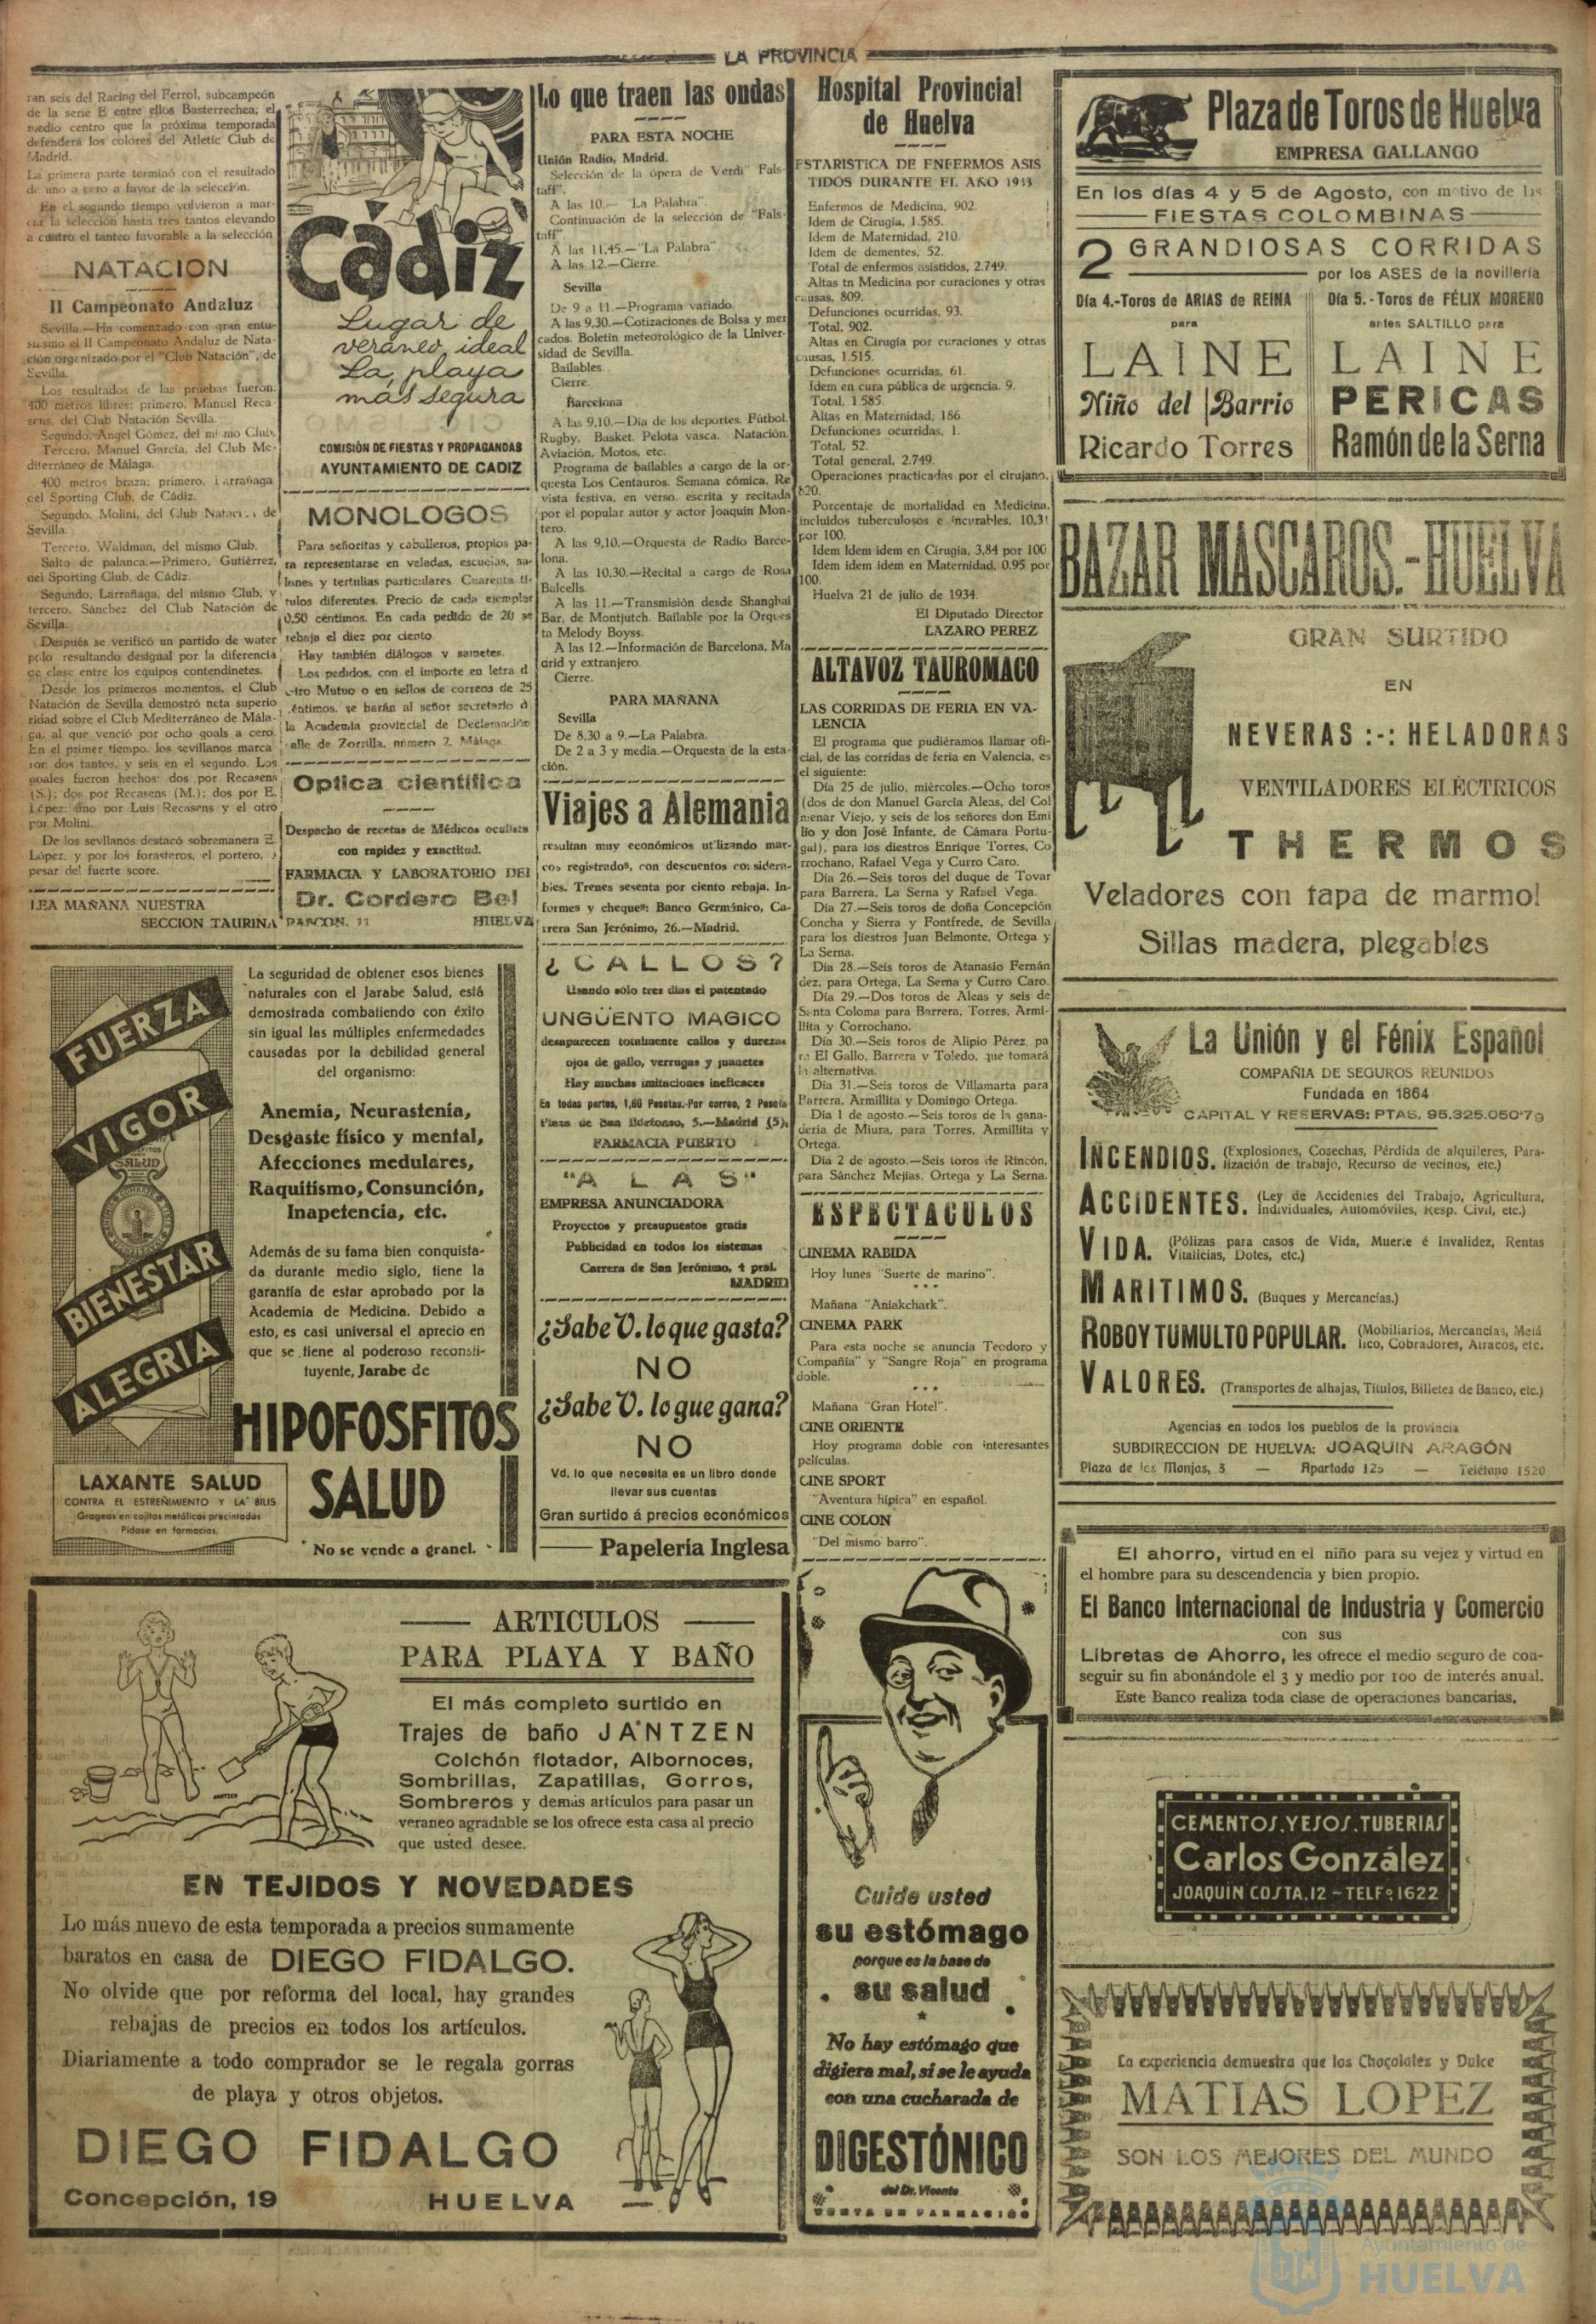 LA PROVINCIA
ran seis del Racing del Ferrol, subcampeón
de la serie E entre ellos Basterrechea; el
medio centro que la próxima temporada
defenderá los colores del Atletic Club de
Madrid.
La primera parte terminó con el resultado
de uno a cero a favor de la selección.
En el segundo tiempo volvieron a mar-
car la selección hasta tres tantos elevando
a cuatro el tanteo favorable a la selección
NATACION
II Campeonato Andaluz
Sevilla.—Ha comenzado con gran entu-
siasmo el II Campeonato Andaluz de Nata-
ción organizado por el "Club Natación", de
Sevilla.
Los resultados de las pruebas fueron:
400 metros libres: primero, Manuel Reca-
sens, del Club Natación Sevilla.
Segundo, Angel Gómez, del mismo Club.
Tercero, Manuel García, del Club Me-
diterráneo de Málaga.
400 metros braza: primero, Larrañaga
del Sporting Club, de Cádiz.
Segundo, Molini, del Club Natación de
Sevilla.
Tercero, Waldman, del mismo Club.
Salto de palanca.—Primero, Gutiérrez,
del Sporting Club, de Cádiz.
Segundo, Larrañaga, del mismo Club, y
tercero, Sánchez del Club Natación de
Sevilla.
Después se verificó un partido de water
polo resultando desigual por la diferencia
de clase entre los equipos contendinetes.
Desde los primeros momentos, el Club
Natación de Sevilla demostró neta superio
ridad sobre el Club Mediterráneo de Mála-
ga, al que venció por ocho goals a cero.
En el primer tiempo, los sevillanos marca
ron dos tantos, y seis en el segundo. Los
goales fueron hechos: dos por Recasens
(S.); dos por Recasens (M.); dos por E.
López; uno por Luis Recasens y el otro
por Molini.
De los sevllanos destacó sobremanera E.
López, y por los forasteros, el portero, a
pesar del fuerte score.
LEA MAÑANA NUESTRA
SECCION TAURINA
Cádiz
Lugar de
veraneo ideal
La playa
más segura
COMISIÓN DE FIESTAS Y PROPAGANDAS
AYUNTAMIENTO DE CADIZ
MONOLOGOS
Para señoritas y caballeros, propios pa-
ra representarse en veladas, escuelas, sa-
lones y tertulias particulares Cuarenta tí-
tulos diferentes. Precio de cada ejemplar
0,50 céntimos. En cada pedido de 20 se
rebaja el diez por ciento.
Hay también diálogos y sainetes.
Los pedidos, con el importe en letra d
Giro Mutuo o en sellos de correos de 25
céntimos, se harán al señor secretario d
la Academia provincial de Declamación
calle de Zorrilla, número 2. Málaga
Optica científica
Despacho de recetas de Médicos oculista
con rapidez y exactitud.
FARMACIA Y LABORATORIO DEL
Dr. Cordero Bel
RASCON, 11 HUELVA
Lo que traen las ondas
PARA ESTA NOCHE
Unión Radio, Madrid.
Selección de la ópera de Verdi "Fals-
taff".
A las 10.— "La Palabra".
Continuación de la selección de "Fals-
taff".
A las 11,45.—"La Palabra".
A las 12.—Cierre.
Sevilla
De 9 a 11.—Programa variado.
A las 9,30.—Cotizaciones de Bolsa y mer
cados. Boletin meteorológico de la Univer-
sidad de Sevilla.
Bailables.
Cierre.
Barcelona
A las 9,10.—Día de los deportes. Fútbol.
Rugby, Basket. Pelota vasca. Natación.
Aviación, Motos, etc.
Programa de bailables a cargo de la or-
questa Los Centauros. Semana cómica. Re
vista festiva, en verso, escrita y recitada
por el popular autor y actor Joaquín Mon-
tero.
A las 9,10.—Orquesta de Radio Barce-
lona.
A las 10,30.—Recital a cargo de Rosa
Balcells.
A las 11.—Transmisión desde Shanghai
Bar, de Montjutch. Bailable por la Orques
ta Melody Boyss.
A las 12.—Información de Barcelona, Ma
drid y extranjero.
Cierre.
PARA MAÑANA
Sevilla
De 8,30 a 9.—La Palabra.
De 2 a 3 y media.—Orquesta de la esta-
ción.
Viajes a Alemania
resultan muy económicos utilizando mar-
cos registrados, con descuentos considera-
bles. Trenes sesenta por ciento rebaja. In-
formes y cheques: Banco Germánico, Ca-
rrera San Jerónimo, 26.—Madrid.
¿CALLOS?
Usando sólo tres días el patentado
UNGÜENTO MAGICO
desaparecen totalmente callos y durezas
ojos de gallo, verrugas y juanetes
Hay muchas imitaciones ineficaces
En todas partes, 1,60 Pesetas.-Por correo, 2 Peseta
Plaza de San Ildefonso, 5.—Madrid (5).
FARMACIA PUERTO
"ALAS"
EMPRESA ANUNCIADORA
Proyectos y presupuestos gratis
Publicidad en todos los sistemas
Carrera de San Jerónimo, 4 pral.
MADRID
¿Sabe V. lo que gasta?
NO
¿Sabe V. lo que gana?
NO
Vd. lo que necesita es un libro donde
llevar sus cuentas
Gran surtido á precios económicos
Papelería Inglesa
Hospital Provincial
de Huelva
ESTARISTICA DE ENFERMOS ASIS
TIDOS DURANTE EL AÑO 1933
Enfermos de Medicina, 902.
Idem de Cirugía, 1.585.
Idem de Maternidad, 210.
Idem de dementes, 52.
Total de enfermos asistidos, 2.749.
Altas tn Medicina por curaciones y otras
causas, 809.
Defunciones ocurridas, 93.
Total, 902.
Altas en Cirugía por curaciones y otras
causas, 1.515.
Defunciones ocurridas, 61.
Idem en cura pública de urgencia, 9.
Total, 1 585.
Altas en Maternidad, 186.
Defunciones ocurridas, 1.
Total, 52.
Total general, 2.749.
Operaciones practicadas por el cirujano,
820.
Porcentaje de mortalidad en Medicina,
incluidos tuberculosos e incurables, 10,31
por 100.
Idem idem idem en Cirugía, 3,84 por 100
Idem idem idem en Maternidad, 0.95 por
100.
Huelva 21 de julio de 1934.
El Diputado Director
LAZARO PEREZ
ALTAVOZ TAUROMACO
LAS CORRIDAS DE FERIA EN VA-
LENCIA
El programa que pudiéramos llamar ofi-
cial, de las corridas de feria en Valencia, es
el siguiente:
Día 25 de julio, miércoles.—Ocho toros
(dos de don Manuel García Aleas, del Col
menar Viejo, y seis de los señores don Emi
lio y don José Infante, de Cámara Portu-
gal), para los diestros Enrique Torres, Co
rrochano, Rafael Vega y Curro Caro.
Día 26.—Seis toros del duque de Tovar
para Barrera, La Serna y Rafael Vega.
Día 27.—Seis toros de doña Concepción
Concha y Sierra y Fontfrede, de Sevilla
para los diestros Juan Belmonte, Ortega y
La Serna.
Día 28.—Seis toros de Atanasio Fernán
dez, para Ortega, La Serna y Curro Caro.
Día 29.—Dos toros de Aleas y seis de
Santa Coloma para Barrera, Torres, Armi-
llita y Corrochano.
Día 30.—Seis toros de Alipio Pérez, pa
ra El Gallo, Barrera y Toledo, que tomará
la alternativa.
Día 31.—Seis toros de Villamarta para
Barrera, Armillita y Domingo Ortega.
Día 1 de agosto.—Seis toros de la gana-
dería de Miura, para Torres, Armillita y
Ortega.
Día 2 de agosto.—Seis toros de Rincón,
para Sánchez Mejías, Ortega y La Serna.
ESPECTACULOS
CINEMA RABIDA
Hoy lunes "Suerte de marino".
* * *
Mañana "Aniakchark".
CINEMA PARK
Para esta noche se anuncia Teodoro y
Compañía" y "Sangre Roja" en programa
doble.
* * *
Mañana "Gran Hotel".
CINE ORIENTE
Hoy programa doble con interesantes
películas.
CINE SPORT
"Aventura hípica" en español.
CINE COLON
"Del mismo barro".
Plaza de Toros de Huelva
EMPRESA GALLANGO
En los días 4 y 5 de Agosto, con motivo de las
FIESTAS COLOMBINAS
2 GRANDIOSAS CORRIDAS
por los ASES de la novillería
Día 4.-Toros de ARIAS de REINA
para
LAINE
Niño del Barrio
Ricardo Torres
Día 5.-Toros de FÉLIX MORENO
antes SALTILLO para
LAINE
PERICAS
Ramón de la Serna
BAZAR MASCAROS.-HUELVA
GRAN SURTIDO
EN
NEVERAS :-: HELADORAS
VENTILADORES ELÉCTRICOS
THERMOS
Veladores con tapa de marmol
Sillas madera, plegables
La Unión y el Fénix Español
COMPAÑIA DE SEGUROS REUNIDOS
Fundada en 1864
CAPITAL Y RESERVAS: PTAS. 95.325.050'79
INCENDIOS. (Explosiones, Cosechas, Pérdida de alquileres, Para-
lización de trabajo, Recurso de vecinos, etc.)
ACCIDENTES. (Ley de Accidentes del Trabajo, Agricultura,
Individuales, Automóviles, Resp. Civil, etc.)
VIDA. (Pólizas para casos de Vida, Muerte é Invalidez, Rentas
Vitalicias, Dotes, etc.)
MARITIMOS. (Buques y Mercancías.)
ROBO Y TUMULTO POPULAR. (Mobiliarios, Mercancías, Metá
lico, Cobradores, Atracos, etc.
VALORES. (Transportes de alhajas, Títulos, Billetes de Banco, etc.)
Agencias en todos los pueblos de la provincia
SUBDIRECCION DE HUELVA: JOAQUIN ARAGÓN
Plaza de las Monjas, 3 — Apartado 125 — Teléfono 1520
El ahorro, virtud en el niño para su vejez y virtud en
el hombre para su descendencia y bien propio.
El Banco Internacional de Industria y Comercio
con sus
Libretas de Ahorro, les ofrece el medio seguro de con-
seguir su fin abonándole el 3 y medio por 100 de interés anual.
Este Banco realiza toda clase de operaciones bancarias.
CEMENTOS, YESOS, TUBERIAS
Carlos González
JOAQUÍN COSTA, 12 - TELFº 1622
La experiencia demuestra que los Chocolates y Dulce
MATIAS LOPEZ
SON LOS MEJORES DEL MUNDO
FUERZA
VIGOR
SALUD
BIENESTAR
ALEGRIA
La seguridad de obtener esos bienes
naturales con el Jarabe Salud, está
demostrada combatiendo con éxito
sin igual las múltiples enfermedades
causadas por la debilidad general
del organismo:
Anemia, Neurastenia,
Desgaste físico y mental,
Afecciones medulares,
Raquitismo, Consunción,
Inapetencia, etc.
Además de su fama bien conquista-
da durante medio siglo, tiene la
garantía de estar aprobado por la
Academia de Medicina. Debido a
esto, es casi universal el aprecio en
que se tiene al poderoso reconsti-
tuyente, Jarabe de
HIPOFOSFITOS
SALUD
No se vende a granel.
LAXANTE SALUD
CONTRA EL ESTREÑIMIENTO Y LA BILIS
Grageas en cajitas metálicas precintadas
Pídase en farmacias.
ARTICULOS
PARA PLAYA Y BAÑO
El más completo surtido en
Trajes de baño JANTZEN
Colchón flotador, Albornoces,
Sombrillas, Zapatillas, Gorros,
Sombreros y demás artículos para pasar un
veraneo agradable se los ofrece esta casa al precio
que usted desee.
JANTZEN
EN TEJIDOS Y NOVEDADES
Lo más nuevo de esta temporada a precios sumamente
baratos en casa de DIEGO FIDALGO.
No olvide que por reforma del local, hay grandes
rebajas de precios en todos los artículos.
Diariamente a todo comprador se le regala gorras
de playa y otros objetos.
DIEGO FIDALGO
Concepción, 19 HUELVA
Cuide usted
su estómago
porque es la base de
su salud
No hay estómago que
digiera mal, si se le ayuda
con una cucharada de
DIGESTÓNICO
del Dr. Vicente
VENTA EN FARMACIAS
Ayuntamiento de
HUELVA